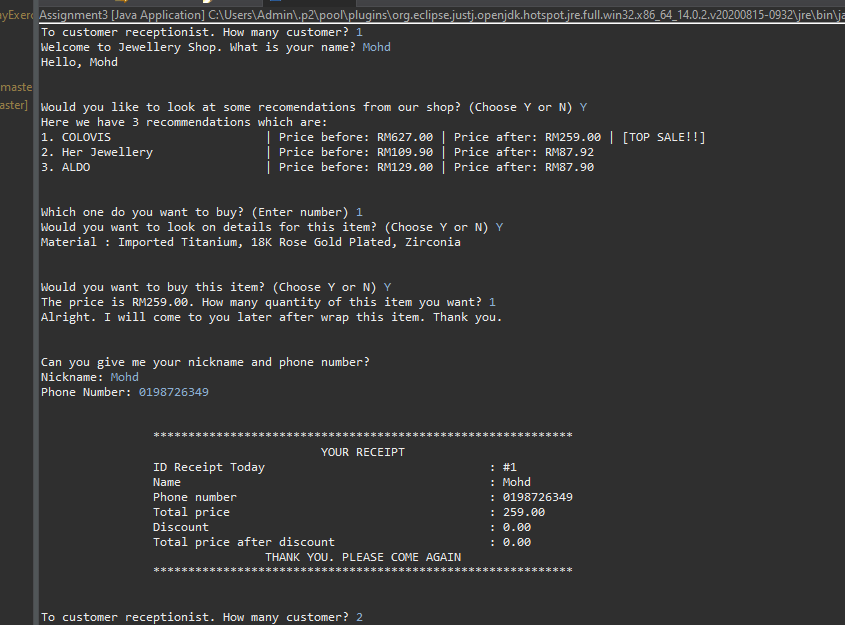 Assignment3 [Java Application] C:\Users\Admin\.p2\pool\plugins\org.eclipse.justj.openjdk.hotspot.jre.full.win32.x86_64_14.0.2.v20200815-0932\jre\bin\ja
To customer receptionist. How many customer? 1
Welcome to Jewellery Shop. What is your name? Mohd
Hello, Mohd
Would you like to look at some recomendations from our shop? (Choose Y or N) Y
Here we have 3 recommendations which are:
1. COLOVIS | Price before: RM627.00 | Price after: RM259.00 | [TOP SALE!!]
2. Her Jewellery | Price before: RM109.90 | Price after: RM87.92
3. ALDO | Price before: RM129.00 | Price after: RM87.90
Which one do you want to buy? (Enter number) 1
Would you want to look on details for this item? (Choose Y or N) Y
Material : Imported Titanium, 18K Rose Gold Plated, Zirconia
Would you want to buy this item? (Choose Y or N) Y
The price is RM259.00. How many quantity of this item you want? 1
Alright. I will come to you later after wrap this item. Thank you.
Can you give me your nickname and phone number?
Nickname: Mohd
Phone Number: 0198726349
************************************************************
YOUR RECEIPT
ID Receipt Today : #1
Name : Mohd
Phone number : 0198726349
Total price : 259.00
Discount : 0.00
Total price after discount : 0.00
THANK YOU. PLEASE COME AGAIN
************************************************************
To customer receptionist. How many customer? 2